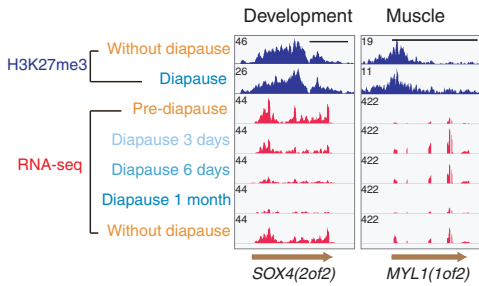 Development Muscle
H3K27me3
Without diapause 46 19
Diapause 26 11
RNA-seq
Pre-diapause 44 422
Diapause 3 days 44 422
Diapause 6 days 44 422
Diapause 1 month 44 422
Without diapause 44 422
SOX4(2of2) MYL1(1of2)